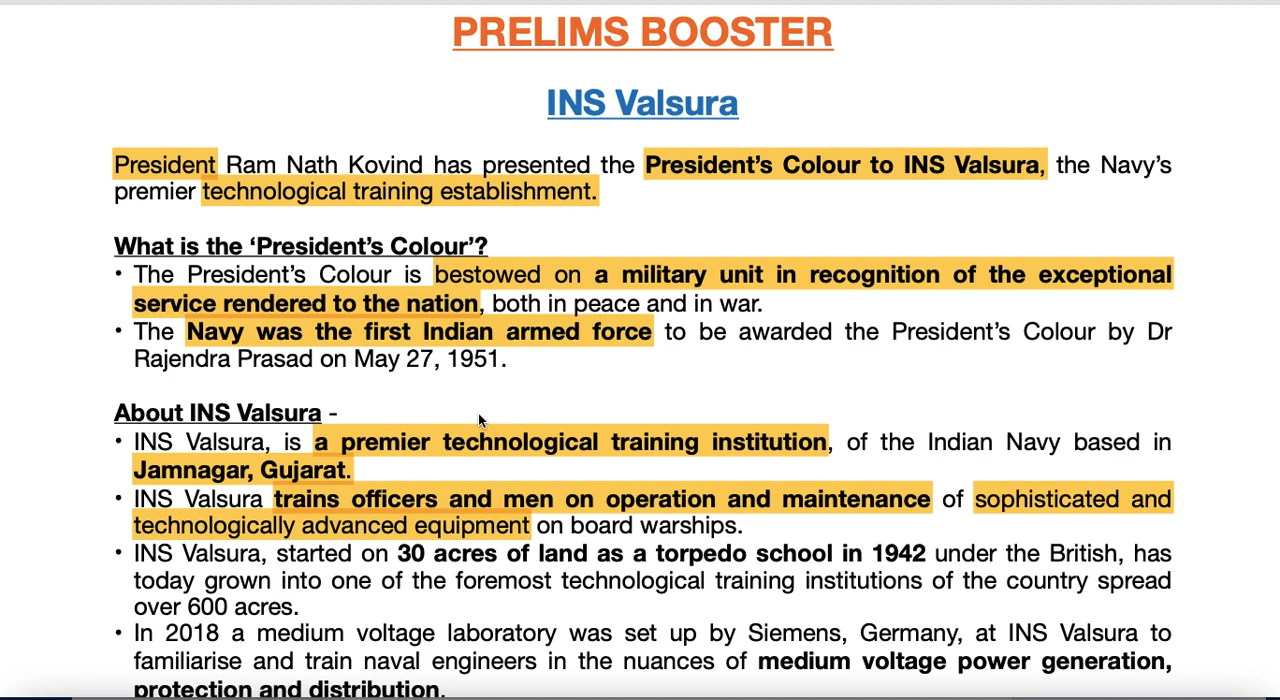 PRELIMS BOOSTER
INS Valsura
President Ram Nath Kovind has presented the President's Colour to INS Valsura, the Navy's
premier technological training establishment.
What is the 'President's Colour'?
• The President's Colour is bestowed on a military unit in recognition of the exceptional
service rendered to the nation, both in peace and in war.
• The Navy was the first Indian armed force to be awarded the President's Colour by Dr
Rajendra Prasad on May 27, 1951.
About INS Valsura -
• INS Valsura, is a premier technological training institution, of the Indian Navy based in
Jamnagar, Gujarat.
• INS Valsura trains officers and men on operation and maintenance of sophisticated and
technologically advanced equipment on board warships.
• INS Valsura, started on 30 acres of land as a torpedo school in 1942 under the British, has
today grown into one of the foremost technological training institutions of the country spread
over 600 acres.
• In 2018 a medium voltage laboratory was set up by Siemens, Germany, at INS Valsura to
familiarise and train naval engineers in the nuances of medium voltage power generation,
protection and distribution.